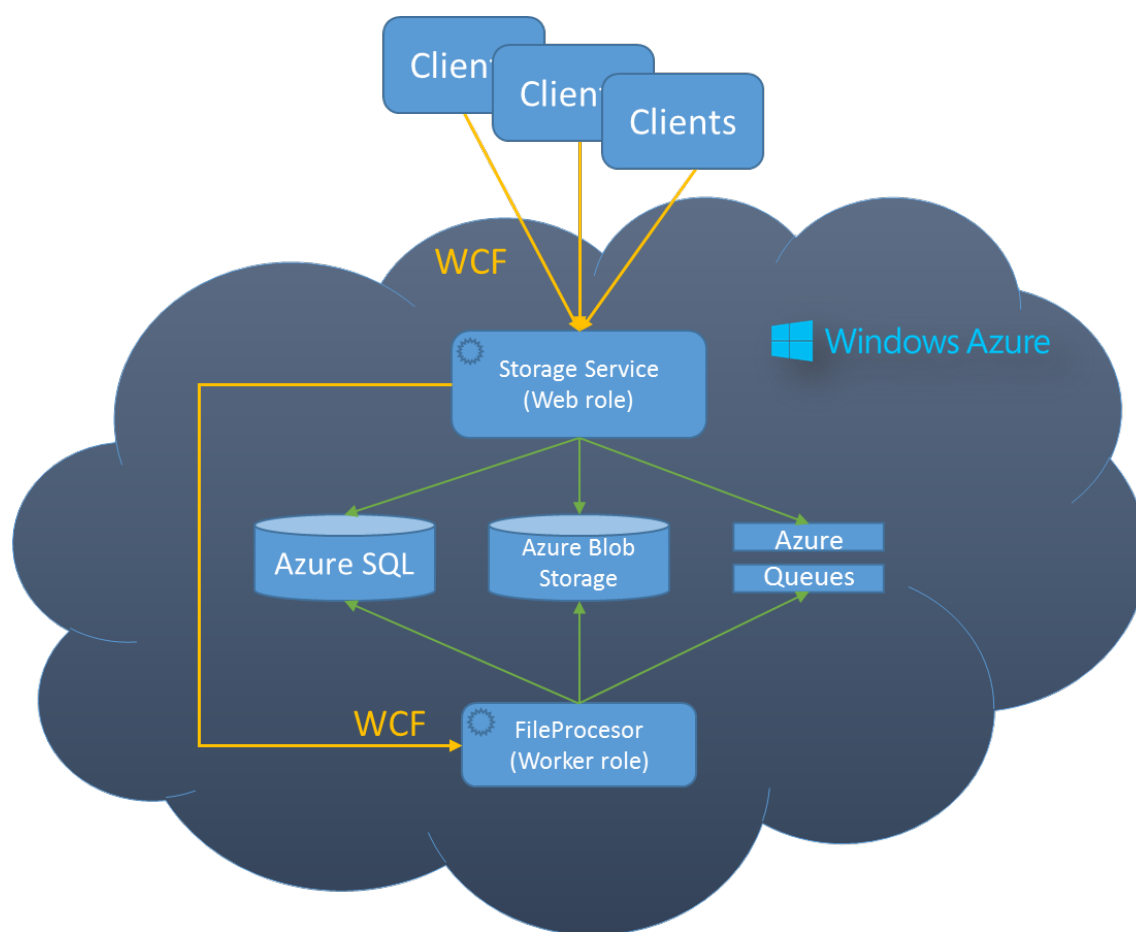 Client
Client
Clients
WCF
Windows Azure
Storage Service
(Web role)
Azure SQL
Azure Blob
Storage
Azure
Queues
WCF
FileProcesor
(Worker role)